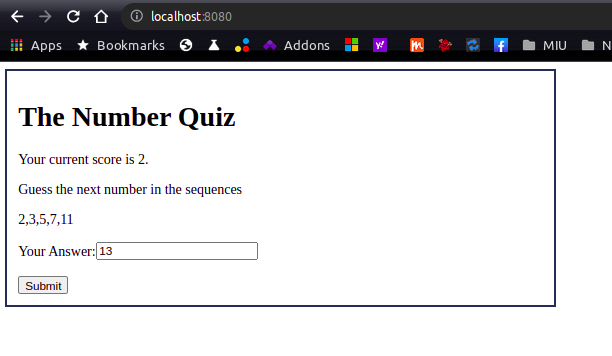 localhost:8080
Apps Bookmarks Addons MIU N
The Number Quiz
Your current score is 2.
Guess the next number in the sequences
2,3,5,7,11
Your Answer:13
Submit